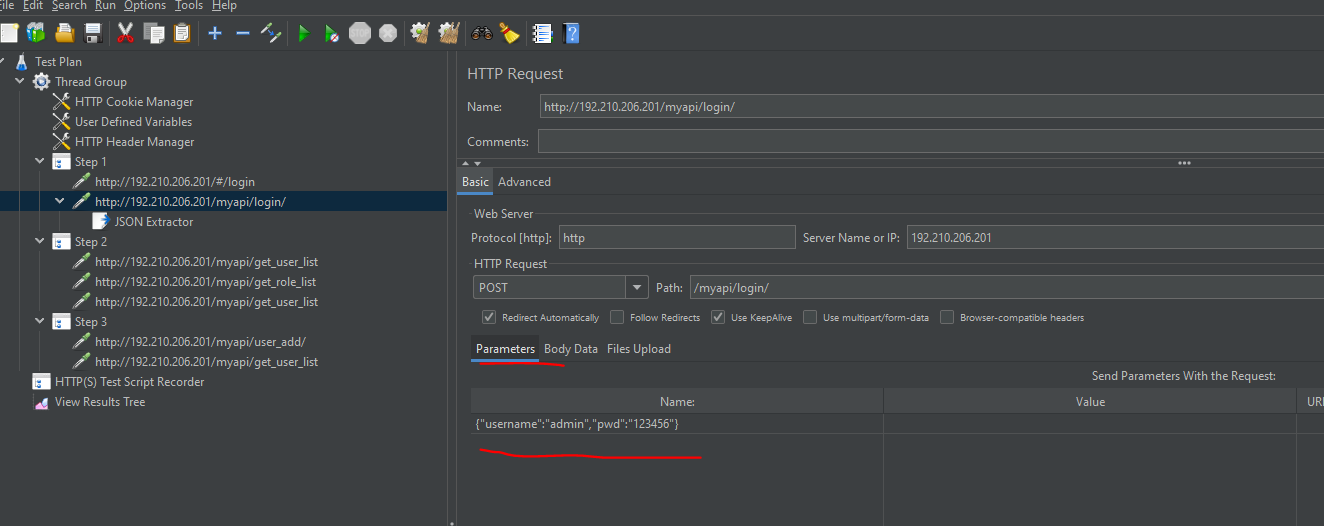 File Edit Search Run Options Tools Help
Test Plan
Thread Group
HTTP Cookie Manager
User Defined Variables
HTTP Header Manager
Step 1
http://192.210.206.201/#/login
http://192.210.206.201/myapi/login/
JSON Extractor
Step 2
http://192.210.206.201/myapi/get_user_list
http://192.210.206.201/myapi/get_role_list
http://192.210.206.201/myapi/get_user_list
Step 3
http://192.210.206.201/myapi/user_add/
http://192.210.206.201/myapi/get_user_list
HTTP(S) Test Script Recorder
View Results Tree
HTTP Request
Name: http://192.210.206.201/myapi/login/
Comments:
Basic Advanced
Web Server
Protocol [http]: http Server Name or IP: 192.210.206.201
HTTP Request
POST Path: /myapi/login/
Redirect Automatically Follow Redirects Use KeepAlive Use multipart/form-data Browser-compatible headers
Parameters Body Data Files Upload
Send Parameters With the Request:
Name: Value UR
{"username":"admin","pwd":"123456"}